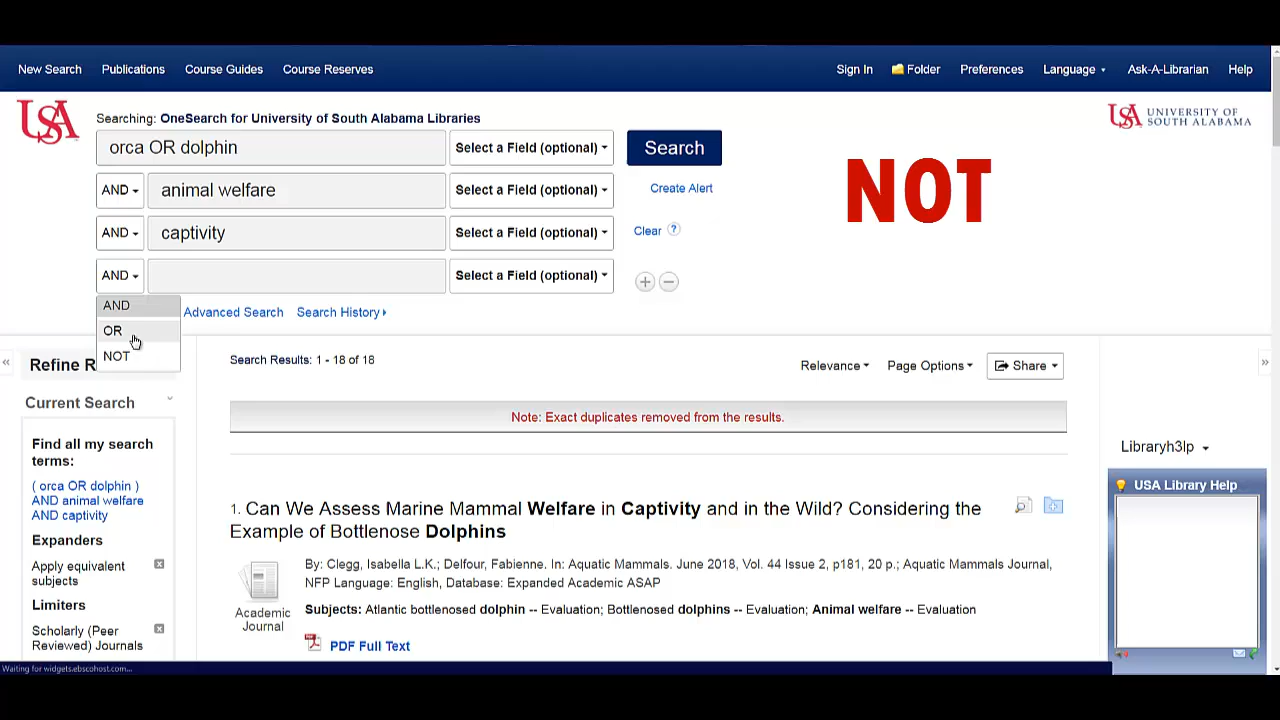 New Search Publications Course Guides Course Reserves Sign In Folder Preferences Language Ask-A-Librarian Help
USA
Searching: OneSearch for University of South Alabama Libraries
USA UNIVERSITY OF SOUTH ALABAMA
orca OR dolphin Select a Field (optional) Search
NOT
AND animal welfare Select a Field (optional) Create Alert
AND captivity Select a Field (optional) Clear ?
AND Select a Field (optional)
AND
OR
NOT
Advanced Search Search History
Refine R
Search Results: 1 - 18 of 18
Relevance Page Options Share
Current Search
Note: Exact duplicates removed from the results.
Find all my search
terms:
( orca OR dolphin )
AND animal welfare
AND captivity
Expanders
Apply equivalent
subjects
Limiters
Scholarly (Peer
Reviewed) Journals
1. Can We Assess Marine Mammal Welfare in Captivity and in the Wild? Considering the
Example of Bottlenose Dolphins
By: Clegg, Isabella L.K.; Delfour, Fabienne. In: Aquatic Mammals. June 2018, Vol. 44 Issue 2, p181, 20 p.; Aquatic Mammals Journal,
NFP Language: English, Database: Expanded Academic ASAP
Academic
Journal
Subjects: Atlantic bottlenosed dolphin -- Evaluation; Bottlenosed dolphins -- Evaluation; Animal welfare -- Evaluation
PDF Full Text
Libraryh3lp
USA Library Help
Waiting for widgets.ebscohost.com...